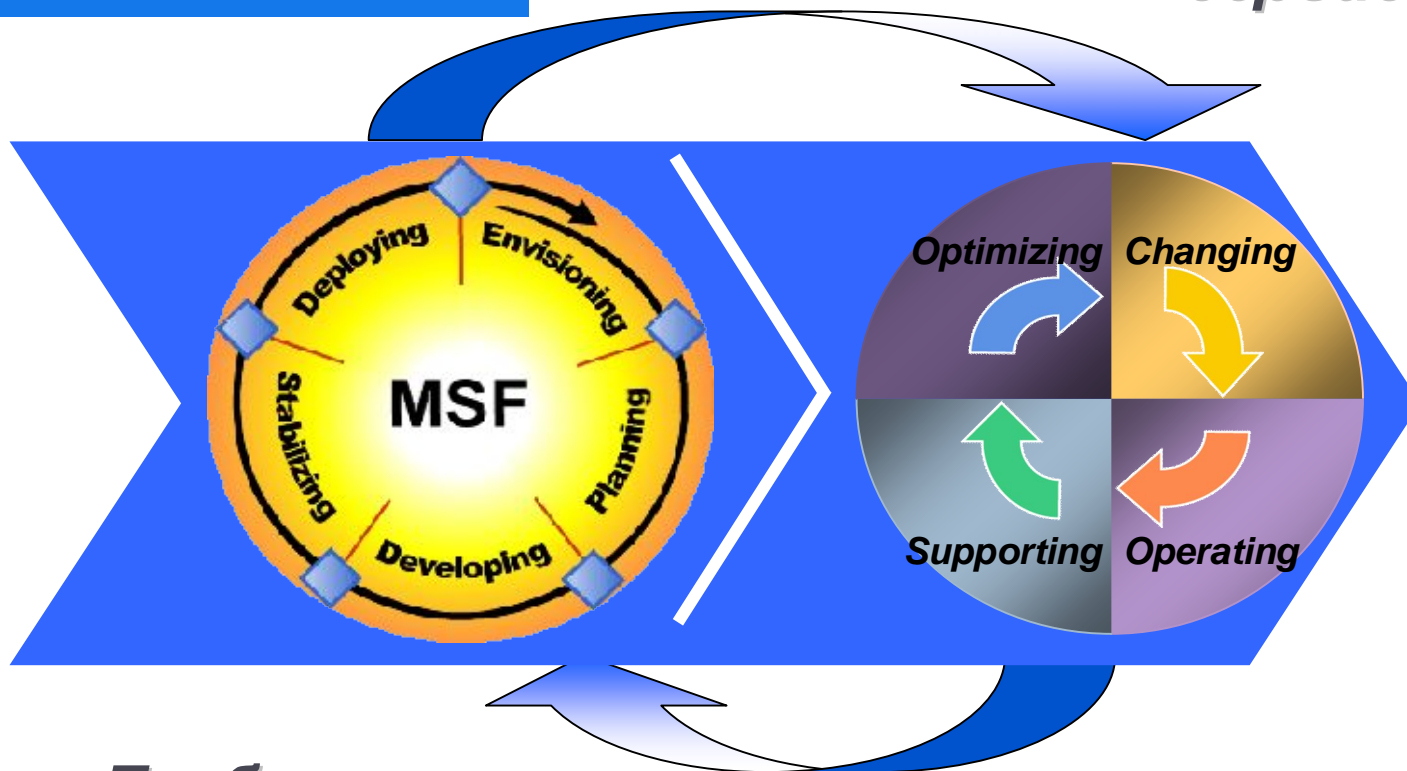 Deploying
Envisioning
Stabilizing
MSF
Planning
Developing
Optimizing Changing
Supporting Operating